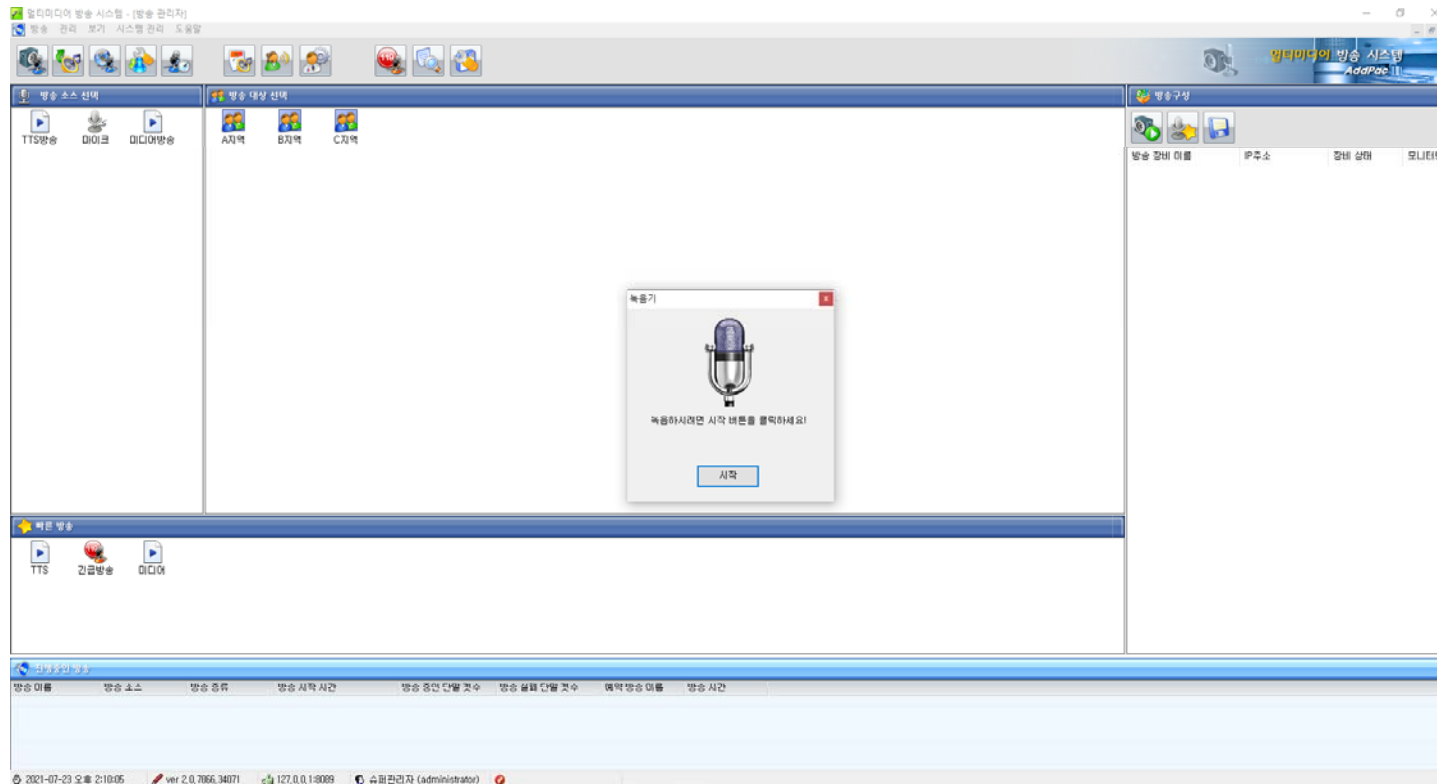 멀티미디어 방송 시스템 - [방송 관리자]
방송 관리 보기 시스템 관리 도움말
멀티미디어 방송 시스템
AddPac
방송 소스 선택
방송 대상 선택
방송구성
TTS방송 마이크 미디어방송
A지역 B지역 C지역
방송 장비 이름 IP주소 장비 상태 모니터
녹음기
녹음하시려면 시작 버튼을 클릭하세요!
시작
빠른 방송
TTS 긴급방송 미디어
진행중인 방송
방송 이름 방송 소스 방송 종류 방송 시작 시간 방송 중인 단말 갯수 방송 실패 단말 갯수 예약 방송 이름 방송 시간
2021-07-23 오후 2:10:05 ver 2,0,7866,34071 127,0,0,1:8089 슈퍼관리자 (administrator)